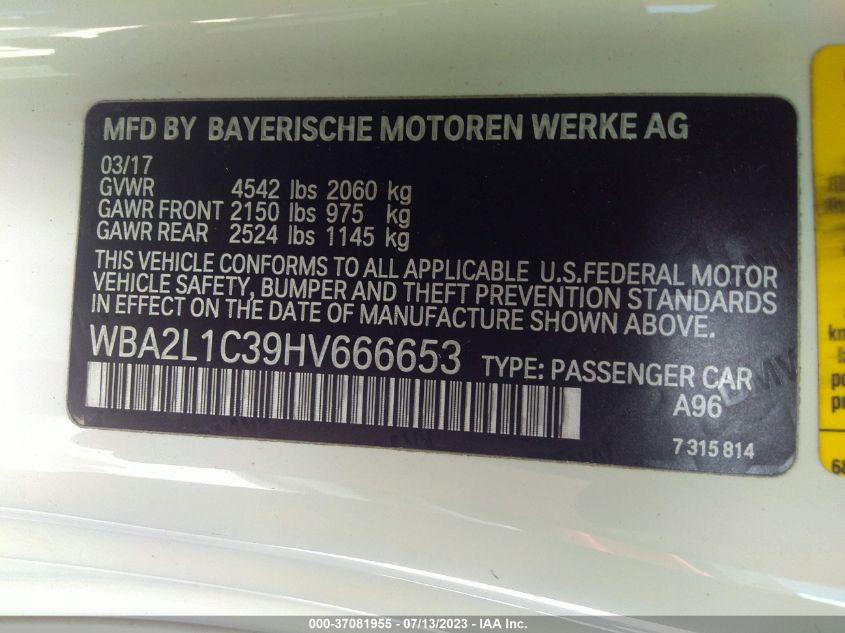 MFD BY BAYERISCHE MOTOREN WERKE AG
03/17
GVWR 4542 lbs 2060 kg
GAWR FRONT 2150 lbs 975 kg
GAWR REAR 2524 lbs 1145 kg
THIS VEHICLE CONFORMS TO ALL APPLICABLE U.S.FEDERAL MOTOR
VEHICLE SAFETY, BUMPER AND THEFT PREVENTION STANDARDS
IN EFFECT ON THE DATE OF MANUFACTURE SHOWN ABOVE.
WBA2L1C39HV666653 TYPE: PASSENGER CAR
A96
7 315 814
68
000-37081955 - 07/13/2023 - IAA Inc.